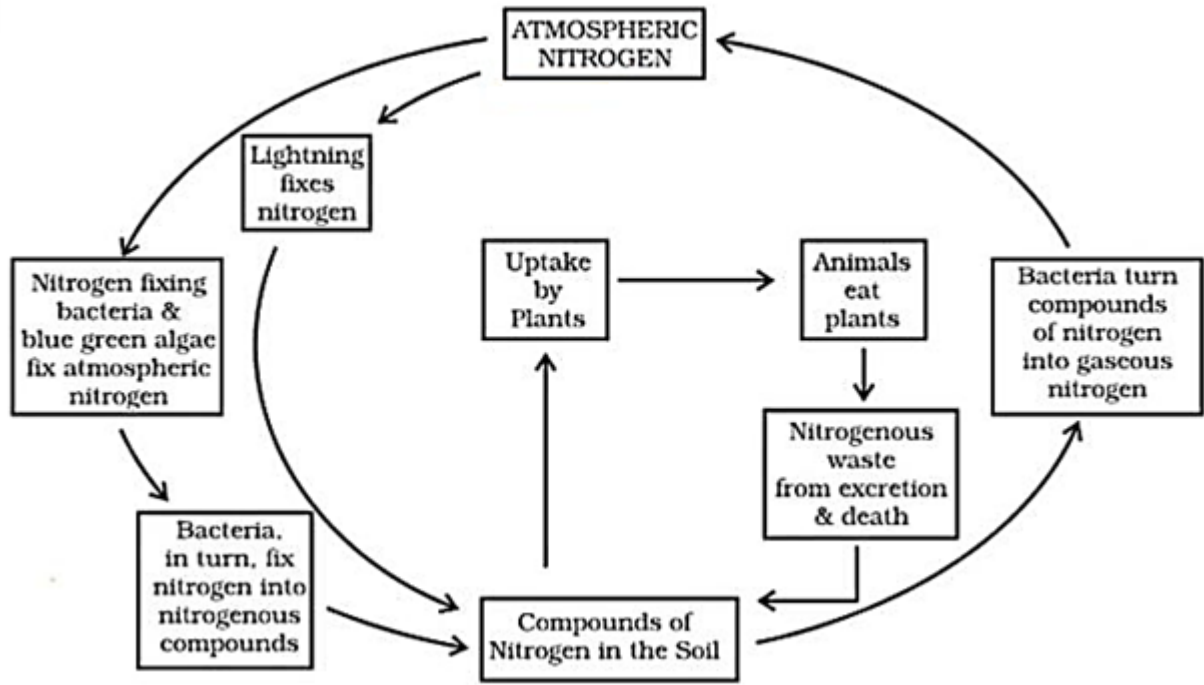 ATMOSPHERIC
NITROGEN
Lightning
fixes
nitrogen
Nitrogen fixing
bacteria &
blue green algae
fix atmospheric
nitrogen
Uptake
by
Plants
Animals
eat
plants
Bacteria turn
compounds
of nitrogen
into gaseous
nitrogen
Nitrogenous
waste
from excretion
& death
Bacteria,
in turn, fix
nitrogen into
nitrogenous
compounds
Compounds of
Nitrogen in the Soil